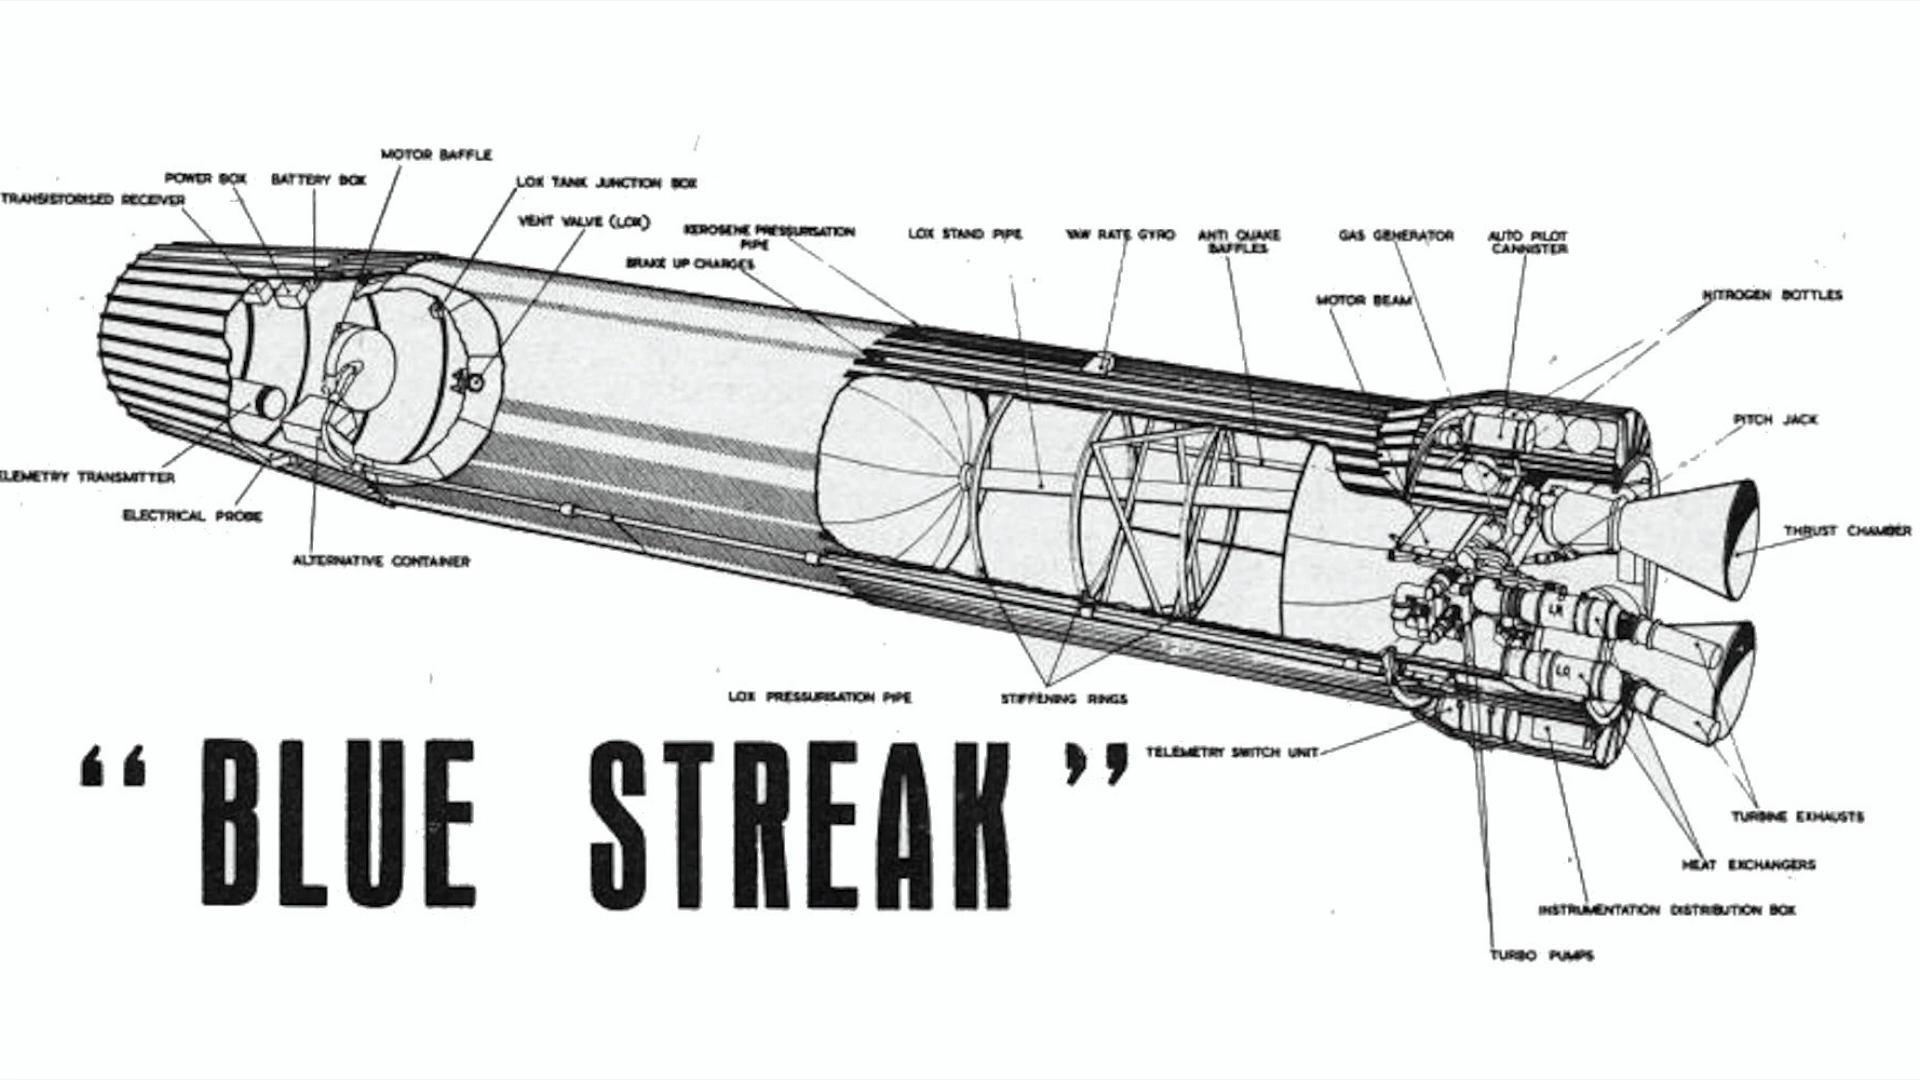 MOTOR BAFFLE
POWER BOX
BATTERY BOX
LOX TANK JUNCTION BOX
TRANSISTORISED RECEIVER
VENT VALVE (LOX)
KEROSENE PRESSURISATION
PIPE
BRAKE UP CHARGES
LOX STAND PIPE
YAW RATE GYRO
ANTI QUAKE
BAFFLES
GAS GENERATOR
AUTO PILOT
CANNISTER
MOTOR BEAM
NITROGEN BOTTLES
PITCH JACK
THRUST CHAMBER
ELEMETRY TRANSMITTER
ELECTRICAL PROBE
ALTERNATIVE CONTAINER
LOX PRESSURISATION PIPE
STIFFENING RINGS
TELEMETRY SWITCH UNIT
TURBINE EXHAUSTS
HEAT EXCHANGERS
INSTRUMENTATION DISTRIBUTION BOX
TURBO PUMPS
“BLUE STREAK”